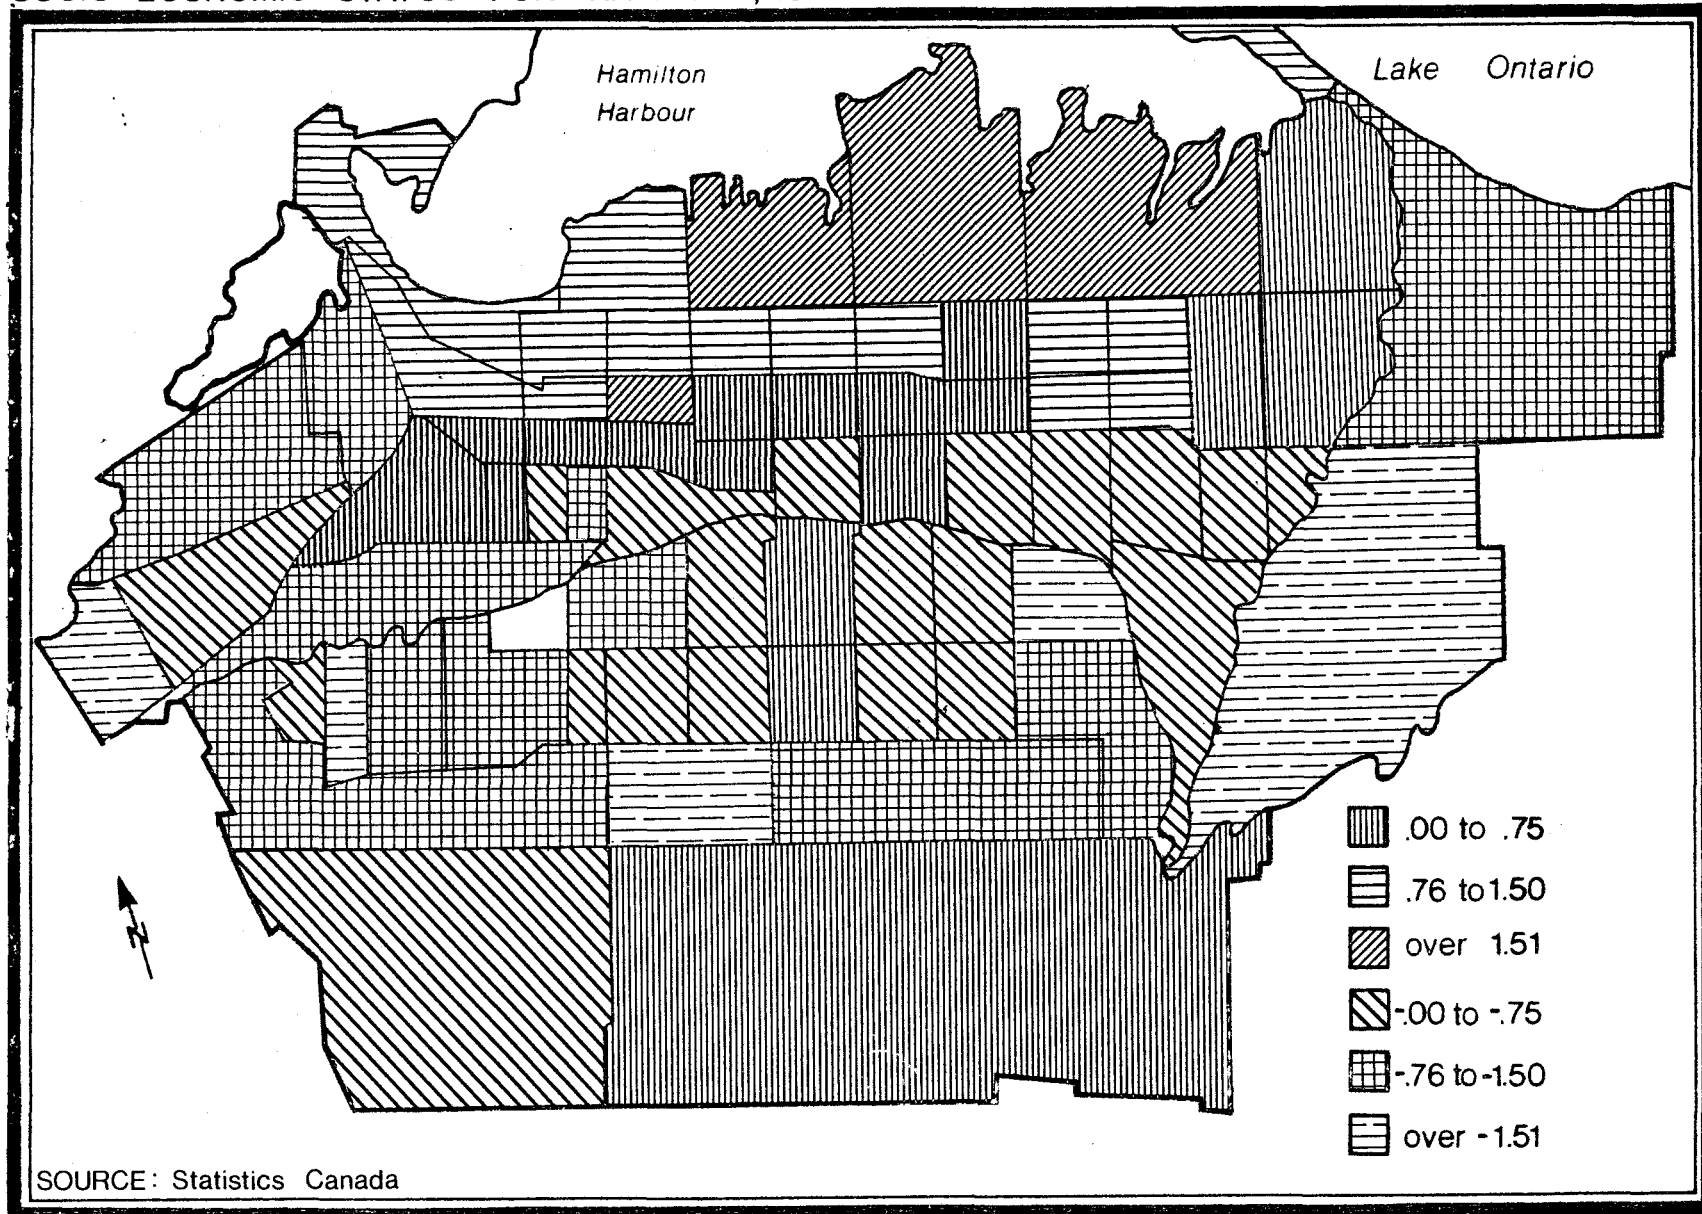 Hamilton
Harbour
Lake Ontario
.00 to .75
.76 to 1.50
over 1.51
-.00 to -.75
-.76 to -1.50
over -1.51
N
SOURCE: Statistics Canada